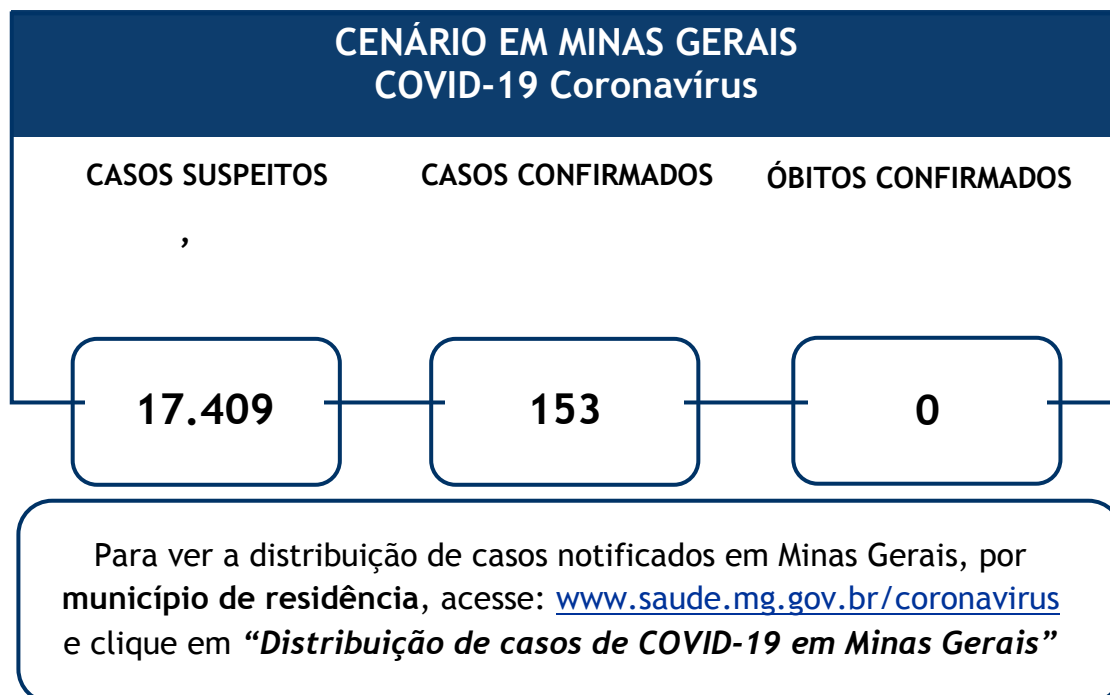 CENÁRIO EM MINAS GERAIS
COVID-19 Coronavírus
CASOS SUSPEITOS
CASOS CONFIRMADOS
ÓBITOS CONFIRMADOS
,
17.409
153
0
Para ver a distribuição de casos notificados em Minas Gerais, por
município de residência, acesse: www.saude.mg.gov.br/coronavirus
e clique em “Distribuição de casos de COVID-19 em Minas Gerais”